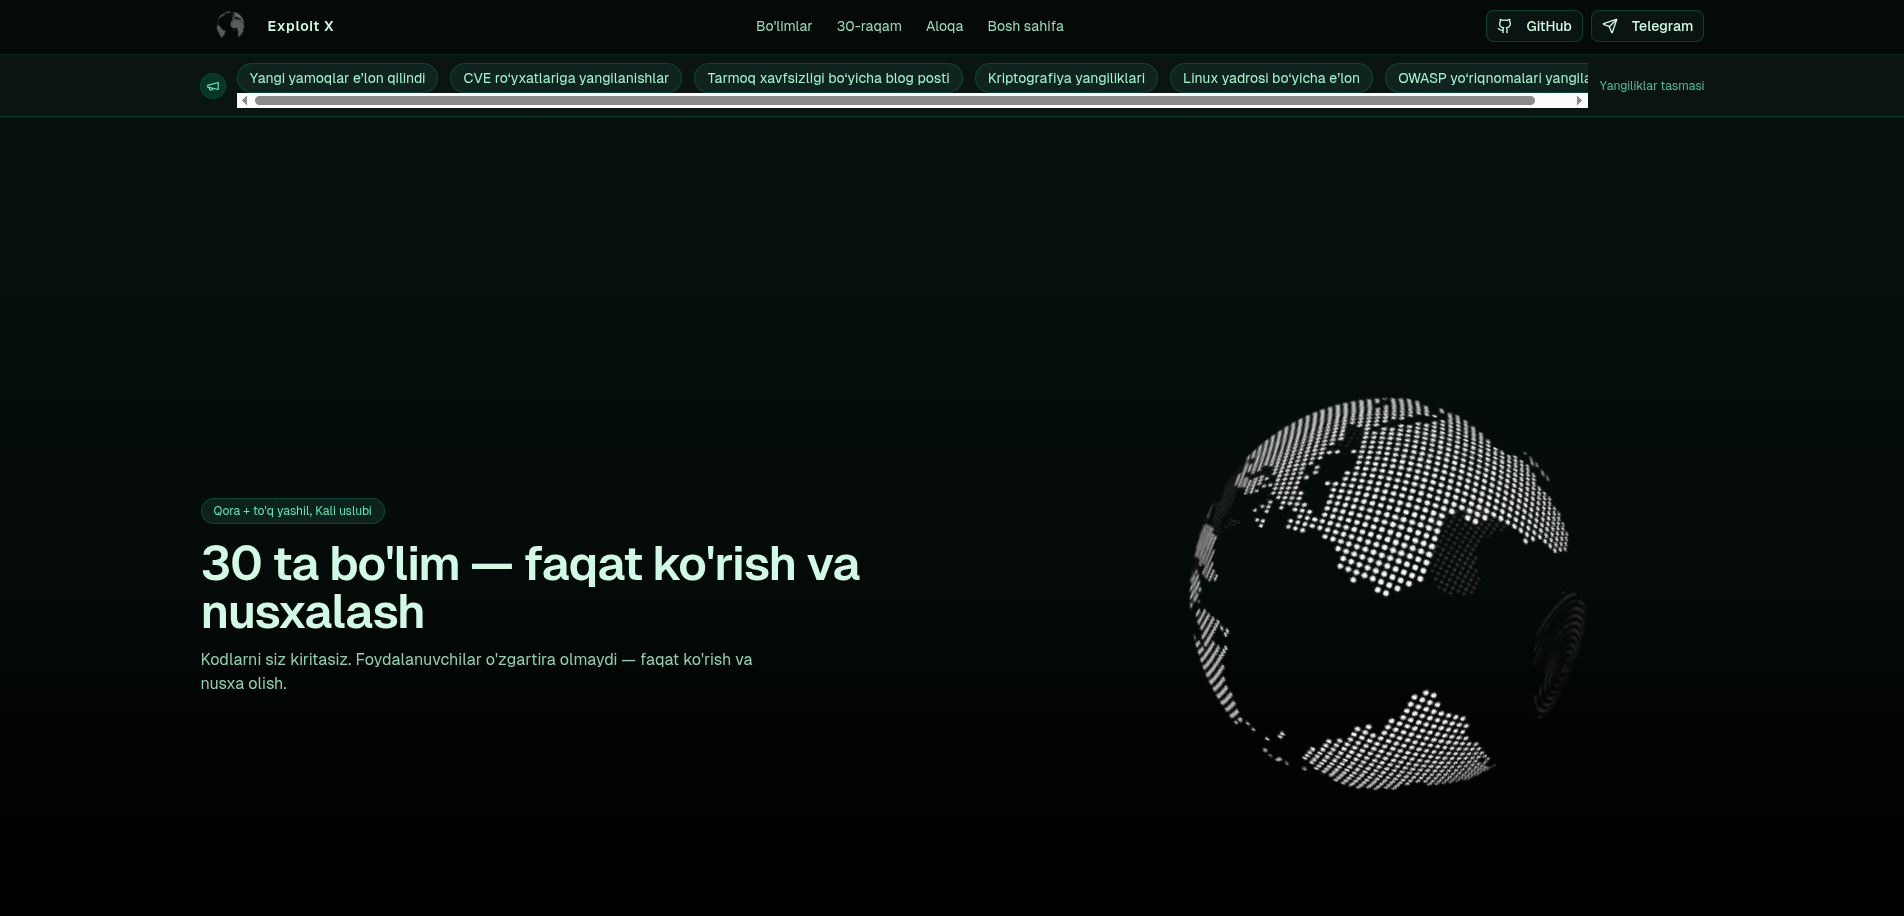 Exploit X
Bo'limlar
30-raqam
Aloqa
Bosh sahifa
GitHub
Telegram
Yangi yamoqlar e’lon qilindi
CVE ro‘yxatlariga yangilanishlar
Tarmoq xavfsizligi bo‘yicha blog posti
Kriptografiya yangiliklari
Linux yadrosi bo‘yicha e’lon
OWASP yo‘riqnomalari yangila
Yangiliklar tasmasi
Qora + to'q yashil, Kali uslubi
30 ta bo'lim — faqat ko'rish va
nusxalash
Kodlarni siz kiritasiz. Foydalanuvchilar o'zgartira olmaydi — faqat ko'rish va
nusxa olish.